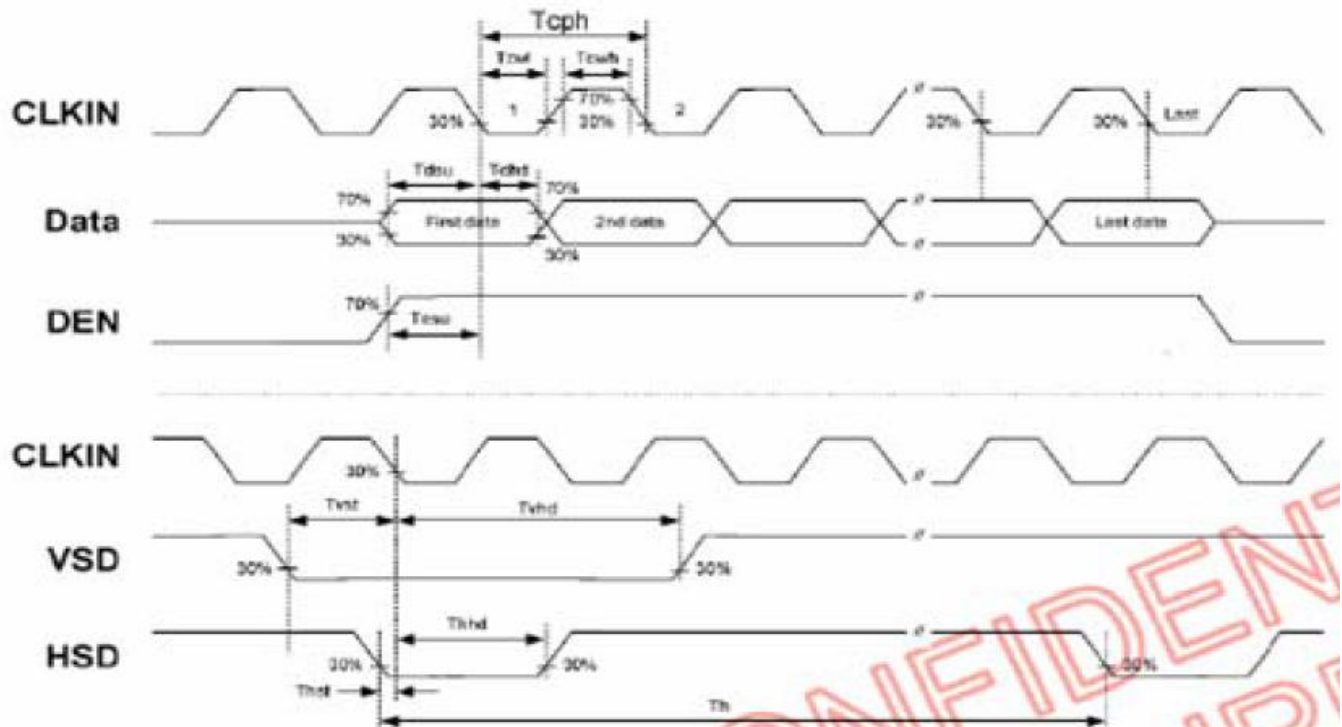 Tcph
Tcwl Tcwh
CLKIN
30% 1 70% 30% 2 30% 30% Last
Tdsu Tdhd
70% 70%
Data
First data 2nd data Last data
30% 30%
70%
DEN
Tesu
CLKIN
30%
Tvst Tvhd
VSD
30% 30%
Thhd
HSD
30% 30% 30%
Thst
Th